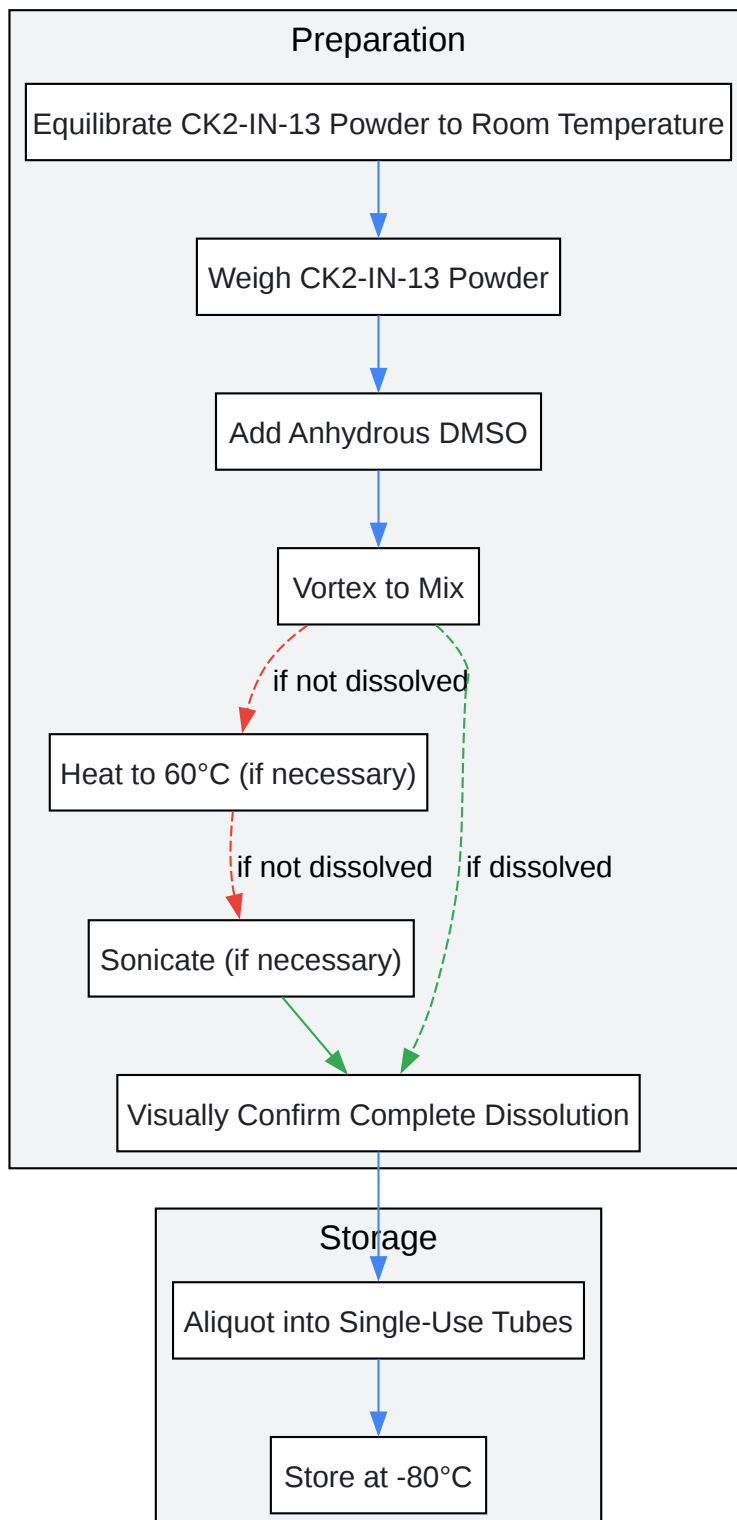 Preparation
Equilibrate CK2-IN-13 Powder to Room Temperature
Weigh CK2-IN-13 Powder
Add Anhydrous DMSO
Vortex to Mix
if not dissolved
Heat to 60°C (if necessary)
if not dissolved
if dissolved
Sonicate (if necessary)
Visually Confirm Complete Dissolution
Storage
Aliquot into Single-Use Tubes
Store at -80°C